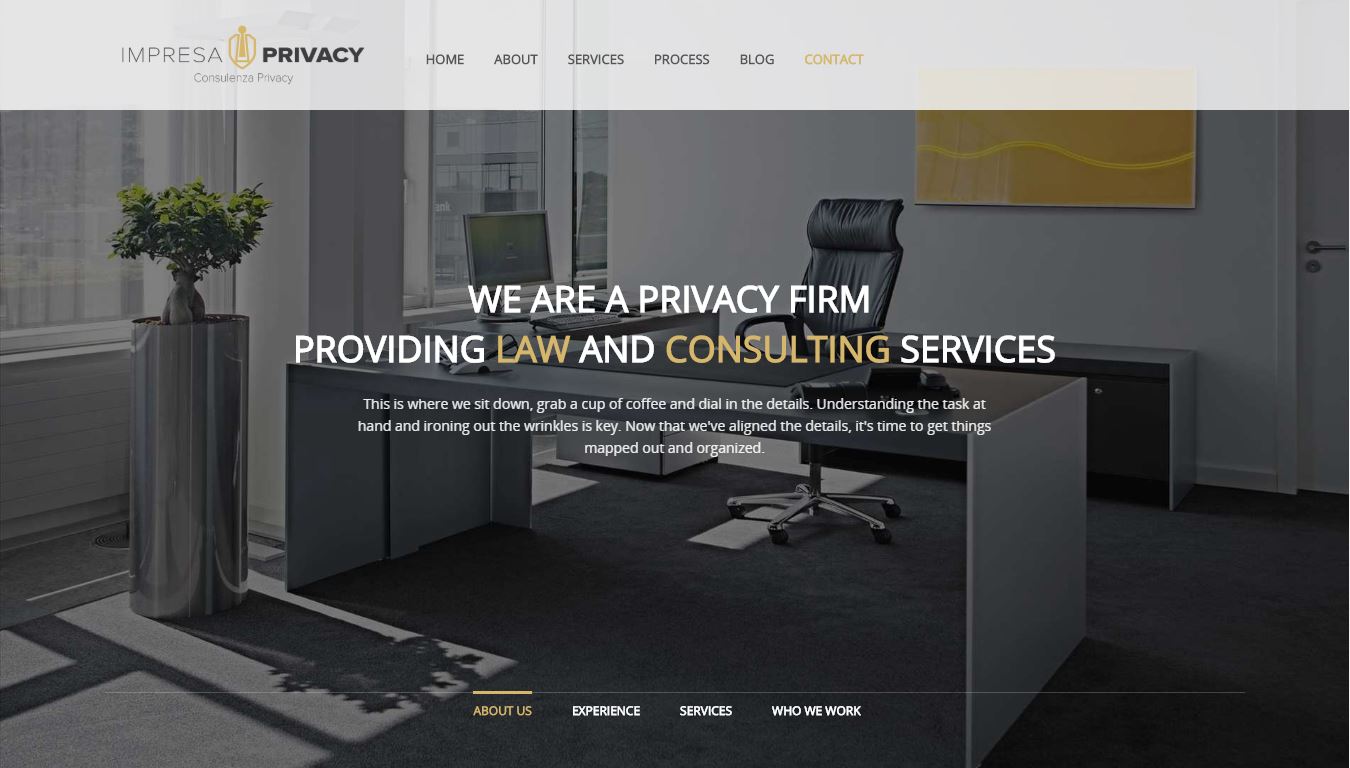 IMPRESA PRIVACY
Consulenza Privacy
HOME ABOUT SERVICES PROCESS BLOG CONTACT
WE ARE A PRIVACY FIRM
PROVIDING LAW AND CONSULTING SERVICES
This is where we sit down, grab a cup of coffee and dial in the details. Understanding the task at
hand and ironing out the wrinkles is key. Now that we've aligned the details, it's time to get things
mapped out and organized.
ABOUT US EXPERIENCE SERVICES WHO WE WORK